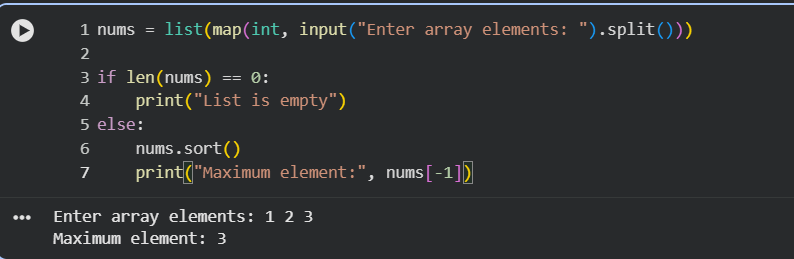 1 nums = list(map(int, input("Enter array elements: ").split()))
2
3 if len(nums) == 0:
4     print("List is empty")
5 else:
6     nums.sort()
7     print("Maximum element:", nums[-1])
Enter array elements: 1 2 3
Maximum element: 3